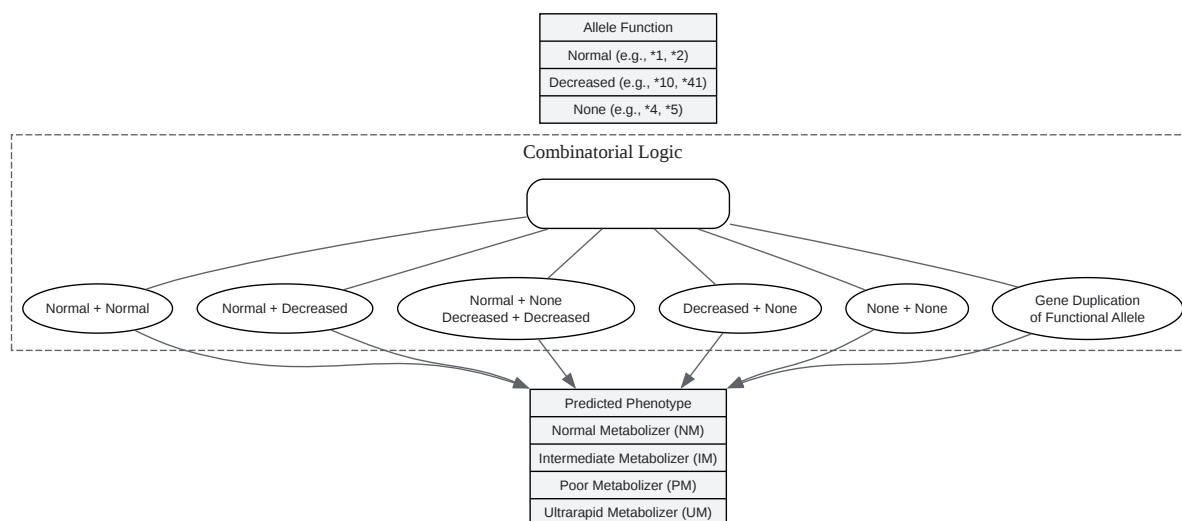 Allele Function
Normal (e.g., *1, *2)
Decreased (e.g., *10, *41)
None (e.g., *4, *5)
Combinatorial Logic
Normal + Normal
Normal + Decreased
Normal + None
Decreased + Decreased
Decreased + None
None + None
Gene Duplication
of Functional Allele
Predicted Phenotype
Normal Metabolizer (NM)
Intermediate Metabolizer (IM)
Poor Metabolizer (PM)
Ultrarapid Metabolizer (UM)